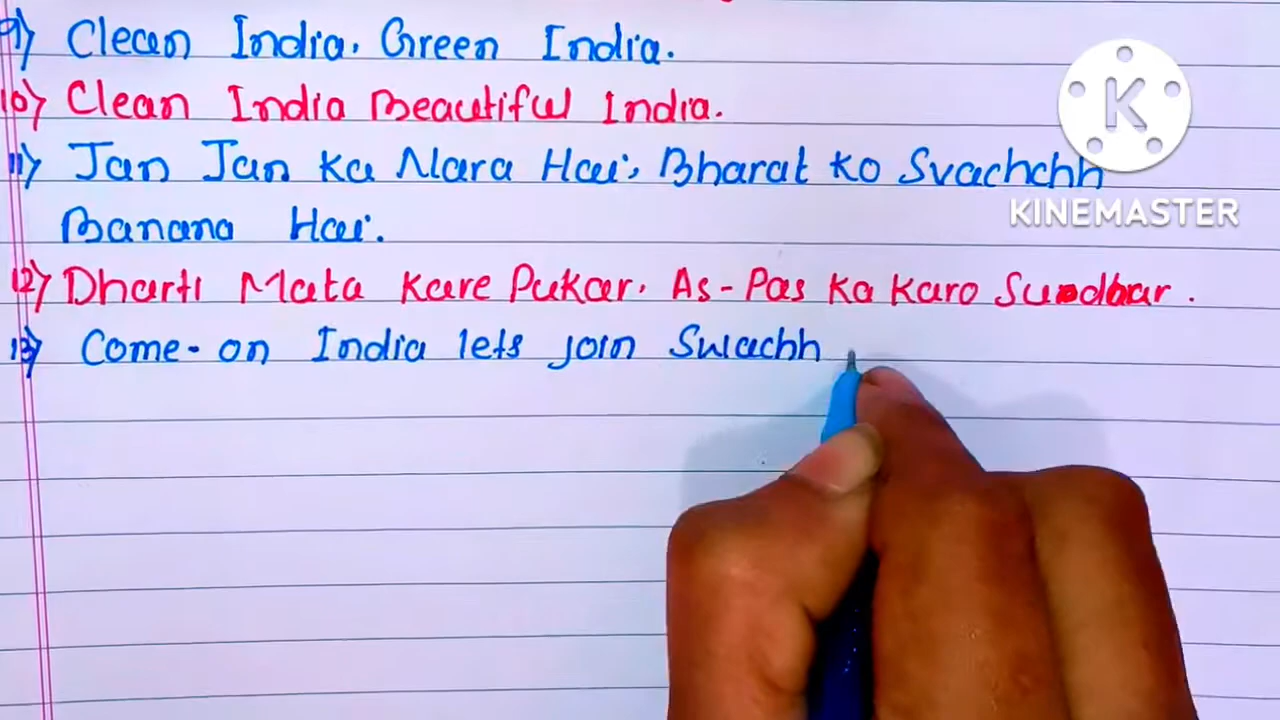 9) Clean India. Green India.
10) Clean India Beautiful India.
11) Jan Jan Ka Nara Hai, Bharat Ko Svachchh
Banana Hai.
12) Dharti Mata Kare Pukar. As-Pas Ka Karo Sundhar.
13) Come-on India lets join Swachh
K
KINEMASTER